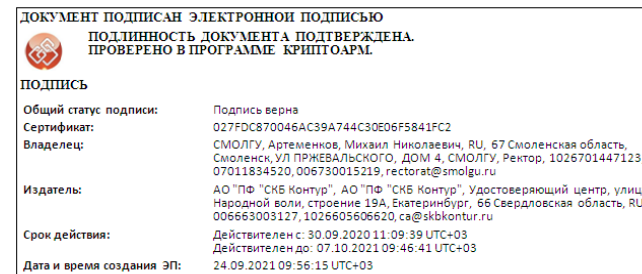 ДОКУМЕНТ ПОДПИСАН ЭЛЕКТРОННОЙ ПОДПИСЬЮ
ПОДЛИННОСТЬ ДОКУМЕНТА ПОДТВЕРЖДЕНА.
ПРОВЕРЕНО В ПРОГРАММЕ КРИПТОАРМ.
ПОДПИСЬ
Общий статус подписи: Подпись верна
Сертификат: 027FDC870046AC39A744C30E06F5841FC2
Владелец: СМОЛГУ, Артеменков, Михаил Николаевич, RU, 67 Смоленская область,
Смоленск, УЛ ПРЖЕВАЛЬСКОГО, ДОМ 4, СМОЛГУ, Ректор, 1026701447123
07011834520, 006730015219, rectorat@smolgu.ru
Издатель: АО "ПФ "СКБ Контур", АО "ПФ "СКБ Контур", Удостоверяющий центр, улиц
Народной воли, строение 19А, Екатеринбург, 66 Свердловская область, RU
006663003127, 1026605606620, ca@skbkontur.ru
Срок действия: Действителен с: 30.09.2020 11:09:39 UTC+03
Действителен до: 07.10.2021 09:46:41 UTC+03
Дата и время создания ЭП: 24.09.2021 09:56:15 UTC+03